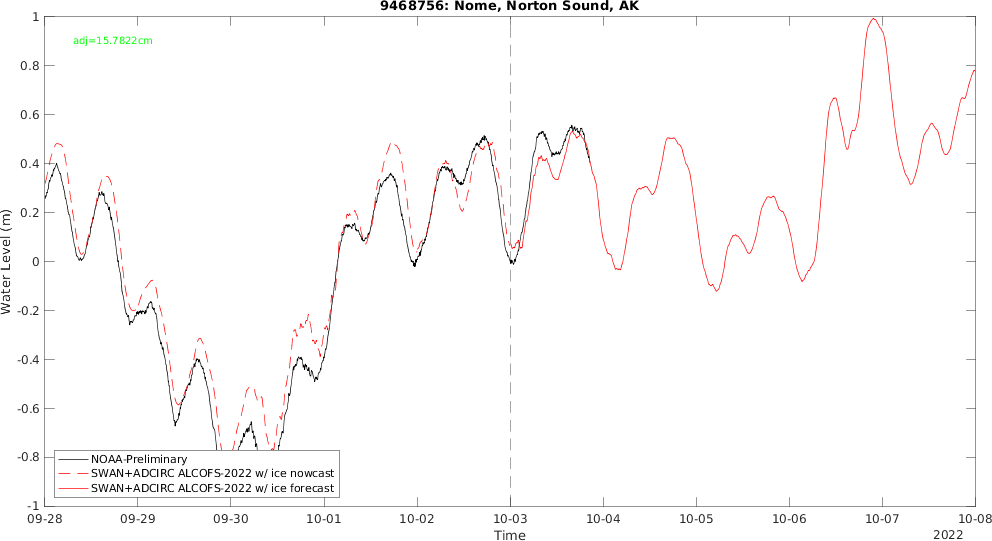 9468756: Nome, Norton Sound, AK
adj=15.7822cm
Water Level (m)
1
0.8
0.6
0.4
0.2
0
-0.2
-0.4
-0.6
-0.8
-1
NOAA-Preliminary
SWAN+ADCIRC ALCOFS-2022 w/ ice nowcast
SWAN+ADCIRC ALCOFS-2022 w/ ice forecast
09-28 09-29 09-30 10-01 10-02 10-03 10-04 10-05 10-06 10-07 10-08
Time
2022